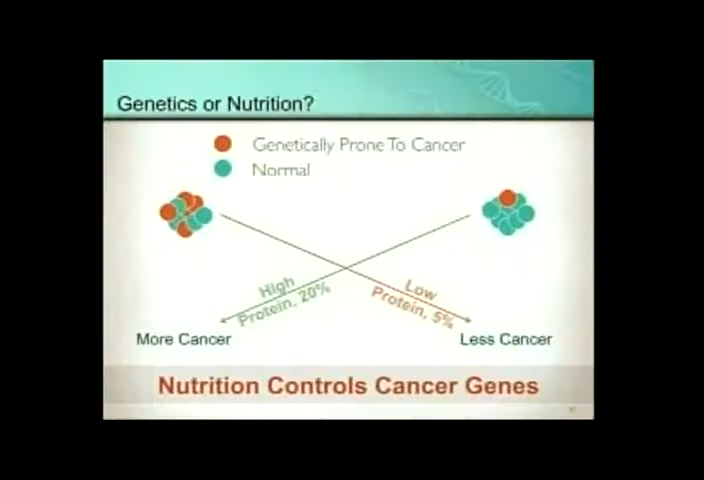 Genetics or Nutrition?
Genetically Prone To Cancer
Normal
High
Protein, 20%
Low
Protein, 5%
More Cancer
Less Cancer
Nutrition Controls Cancer Genes